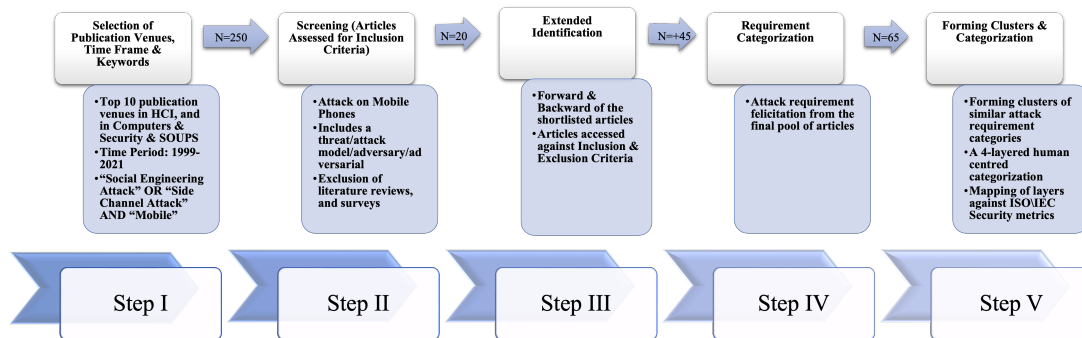 Selection of
Publication Venues,
Time Frame &
Keywords
N=250
Screening (Articles
Assessed for Inclusion
Criteria)
N=20
Extended
Identification
N=+45
Requirement
Categorization
N=65
Forming Clusters &
Categorization
•Top 10 publication
venues in HCI, and
in Computers &
Security & SOUPS
•Time Period: 1999-
2021
•“Social Engineering
Attack” OR “Side
Channel Attack”
AND “Mobile”
•Attack on Mobile
Phones
•Includes a
threat/attack
model/adversary/ad
versarial
•Exclusion of
literature reviews,
and surveys
•Forward &
Backward of the
shortlisted articles
•Articles accessed
against Inclusion &
Exclusion Criteria
•Attack requirement
felicitation from the
final pool of articles
•Forming clusters of
similar attack
requirement
categories
•A 4-layered human
centred
categorization
•Mapping of layers
against ISO\IEC
Security metrics
Step I
Step II
Step III
Step IV
Step V